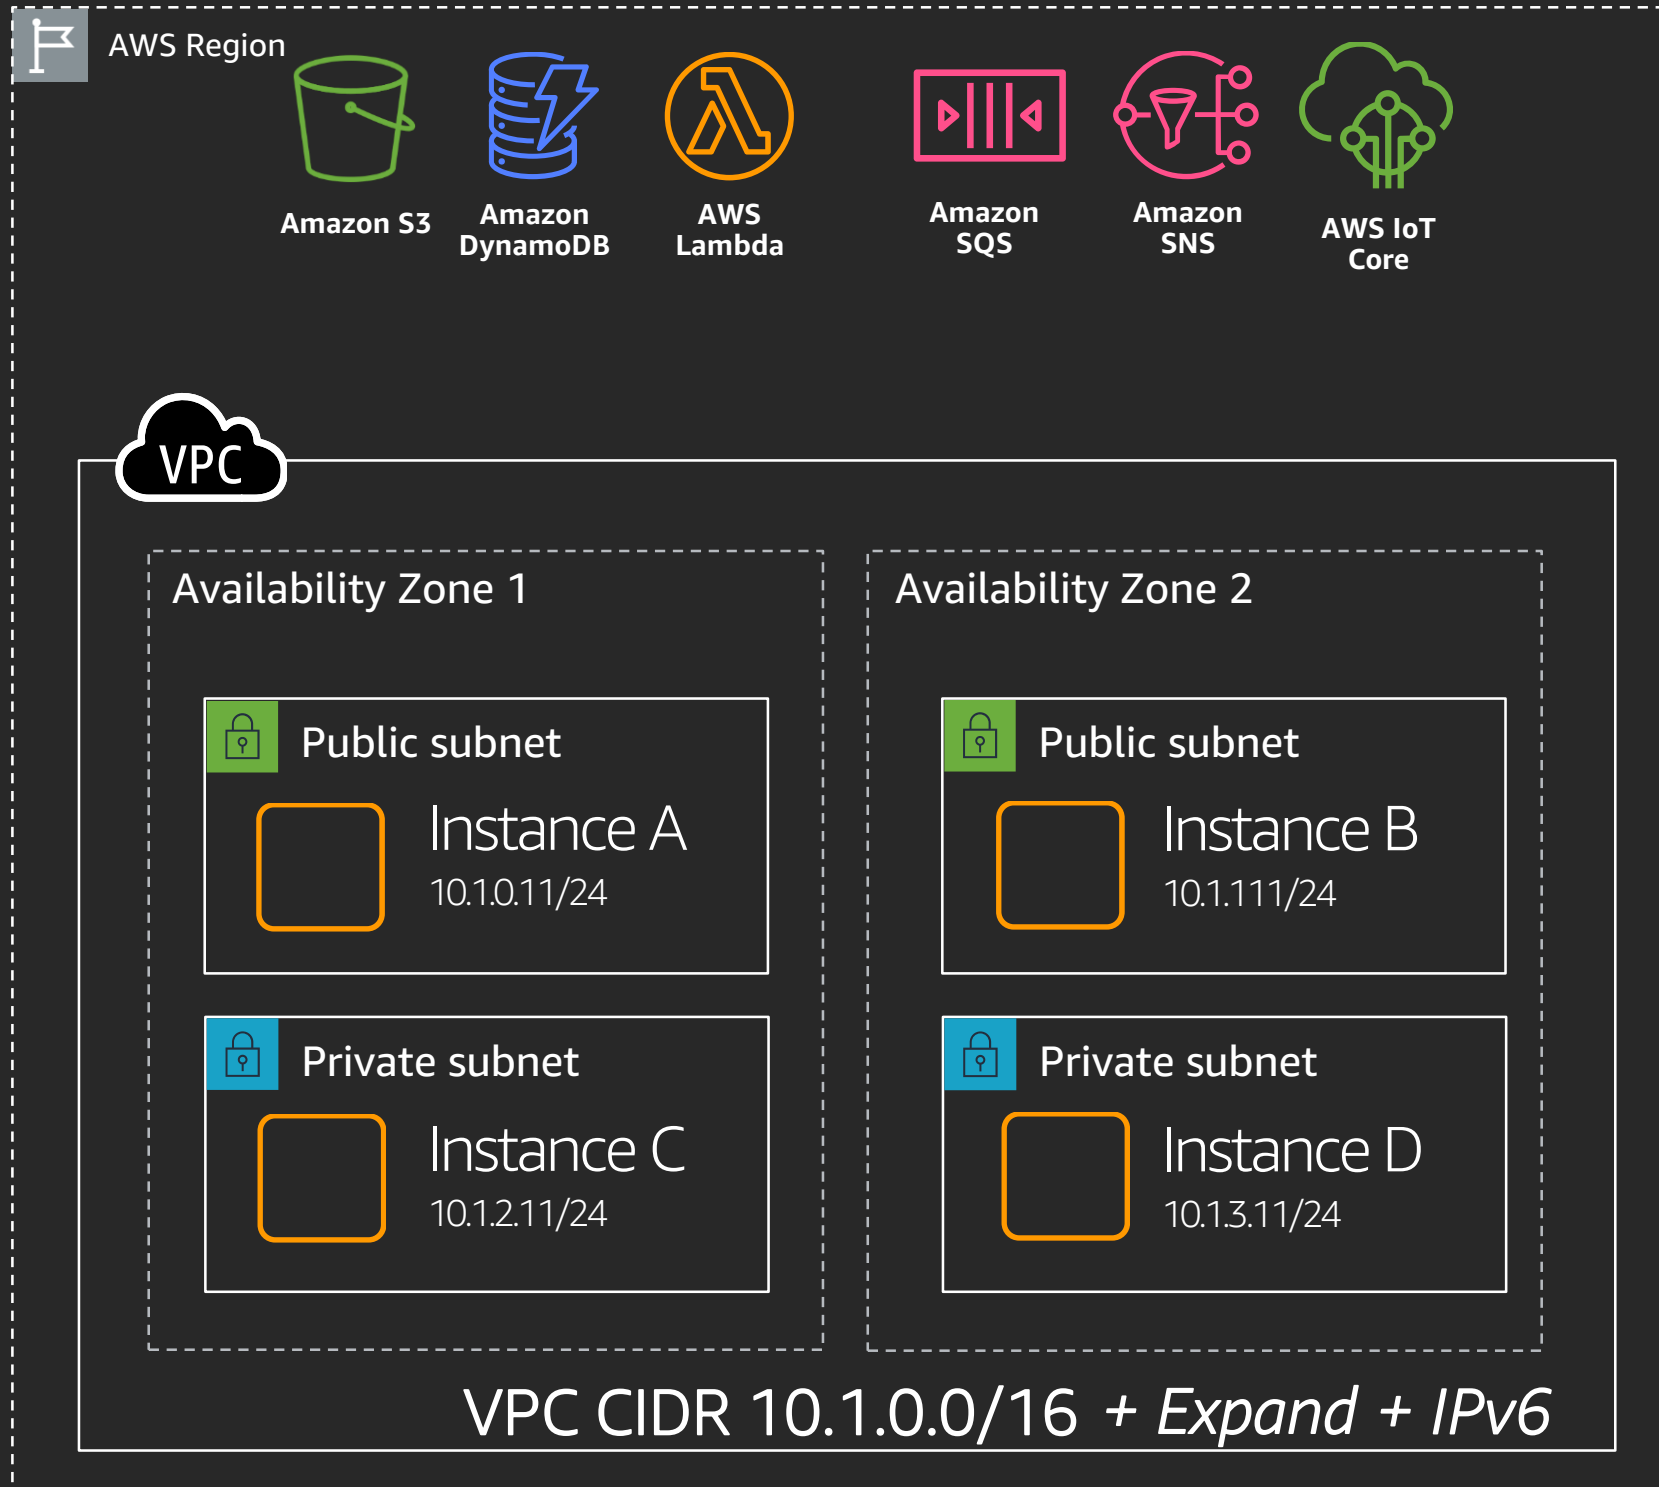 AWS Region
Amazon S3
Amazon
DynamoDB
AWS
Lambda
Amazon
SQS
Amazon
SNS
AWS IoT
Core
VPC
Availability Zone 1
Public subnet
Instance A
10.1.0.11/24
Private subnet
Instance C
10.1.2.11/24
Availability Zone 2
Public subnet
Instance B
10.1.111/24
Private subnet
Instance D
10.1.3.11/24
VPC CIDR 10.1.0.0/16 + Expand + IPv6